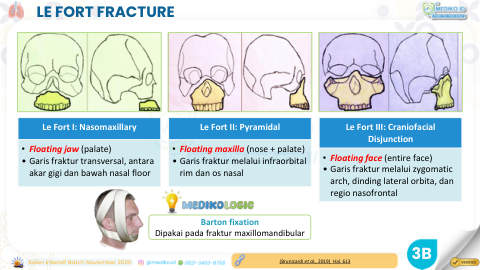 LE FORT FRACTURE
MEDIKO.ID
Le Fort I: Nasomaxillary
• Floating jaw (palate)
• Garis fraktur transversal, antara
akar gigi dan bawah nasal floor
Le Fort II: Pyramidal
• Floating maxilla (nose + palate)
• Garis fraktur melalui infraorbital
rim dan os nasal
Le Fort III: Craniofacial
Disjunction
• Floating face (entire face)
• Garis fraktur melalui zygomatic
arch, dinding lateral orbita, dan
regio nasofrontal
MEDIKOLOGIC
Barton fixation
Dipakai pada fraktur maxillomandibular
3B